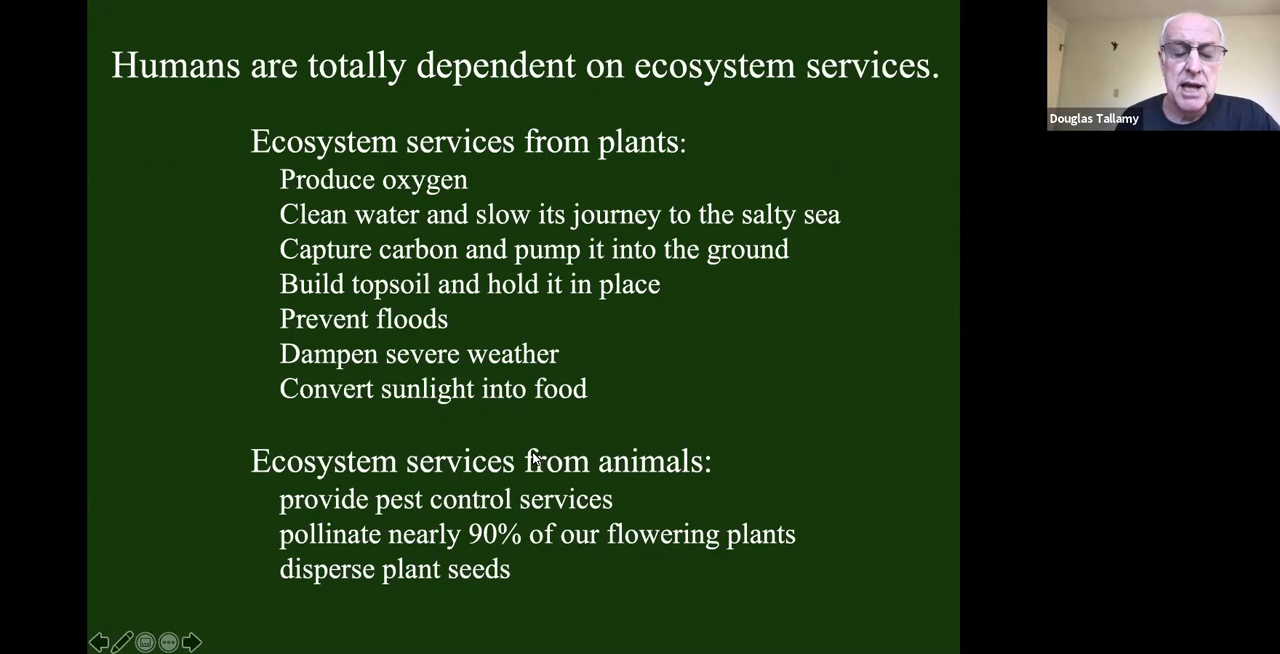 Humans are totally dependent on ecosystem services.
Ecosystem services from plants:
Produce oxygen
Clean water and slow its journey to the salty sea
Capture carbon and pump it into the ground
Build topsoil and hold it in place
Prevent floods
Dampen severe weather
Convert sunlight into food
Ecosystem services from animals:
provide pest control services
pollinate nearly 90% of our flowering plants
disperse plant seeds
Douglas Tallamy